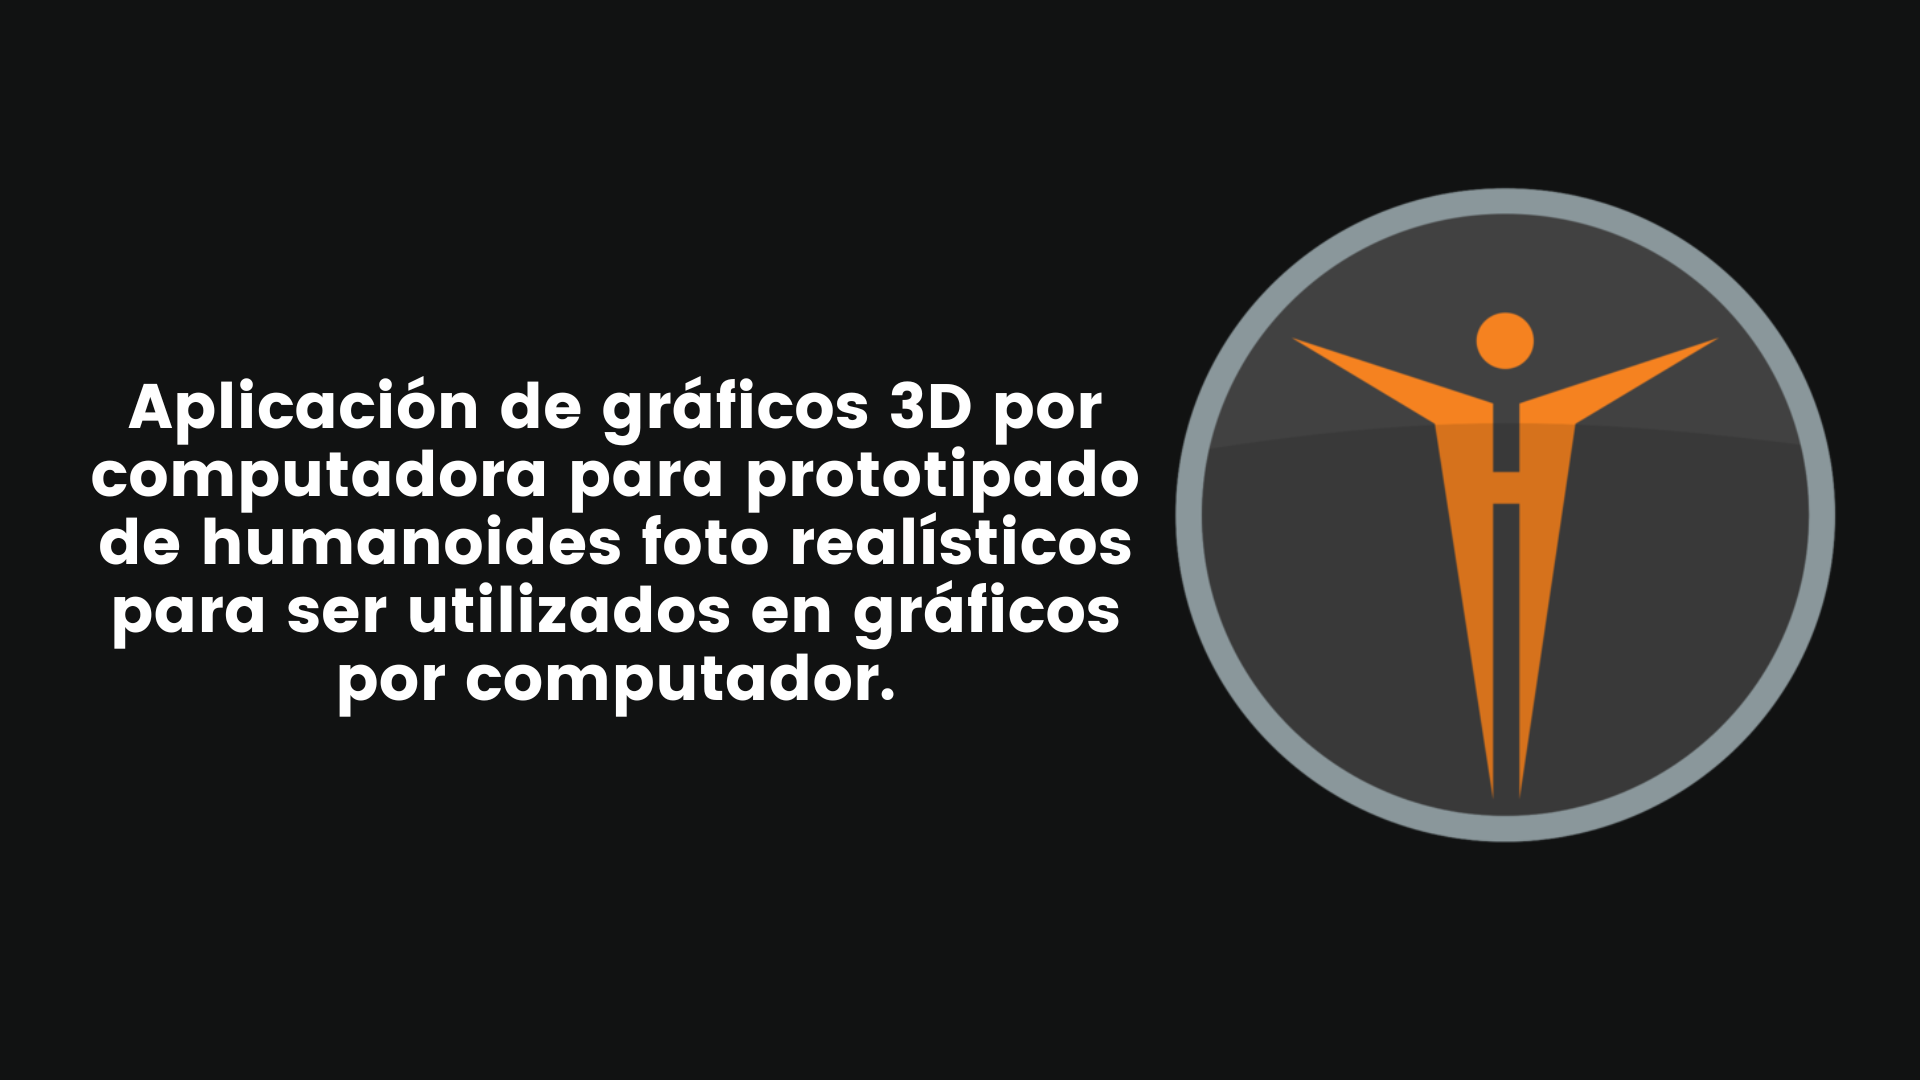 Aplicación de gráficos 3D por
computadora para prototipado
de humanoides foto realísticos
para ser utilizados en gráficos
por computador.